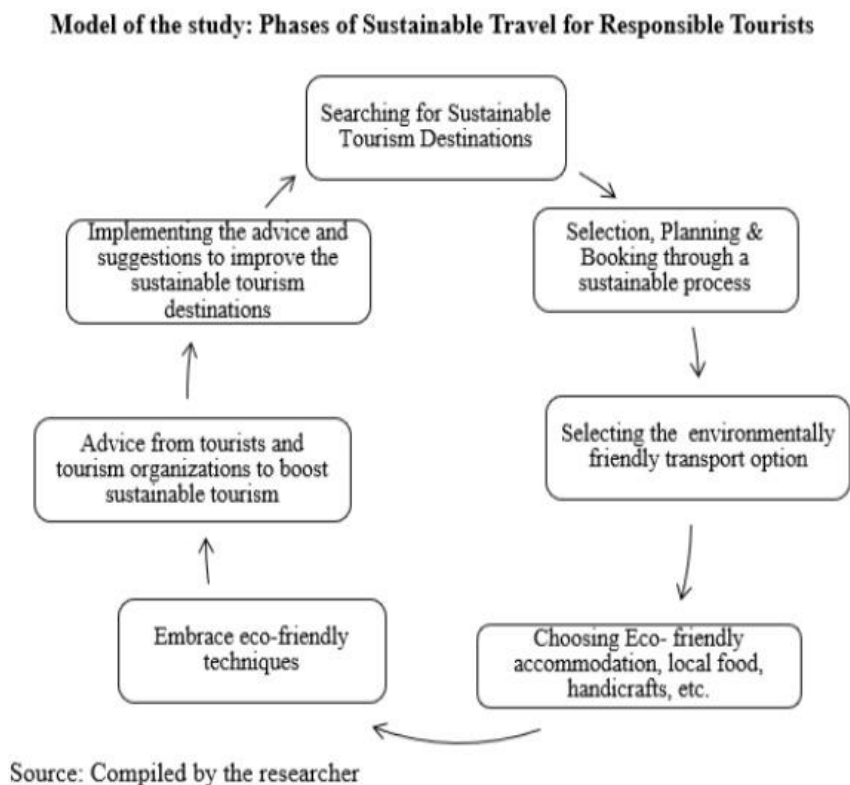 Model of the study: Phases of Sustainable Travel for Responsible Tourists
Searching for Sustainable
Tourism Destinations
Selection, Planning &
Booking through a
sustainable process
Selecting the environmentally
friendly transport option
Choosing Eco- friendly
accommodation, local food,
handicrafts, etc.
Embrace eco-friendly
techniques
Advice from tourists and
tourism organizations to boost
sustainable tourism
Implementing the advice and
suggestions to improve the
sustainable tourism
destinations
Source: Compiled by the researcher